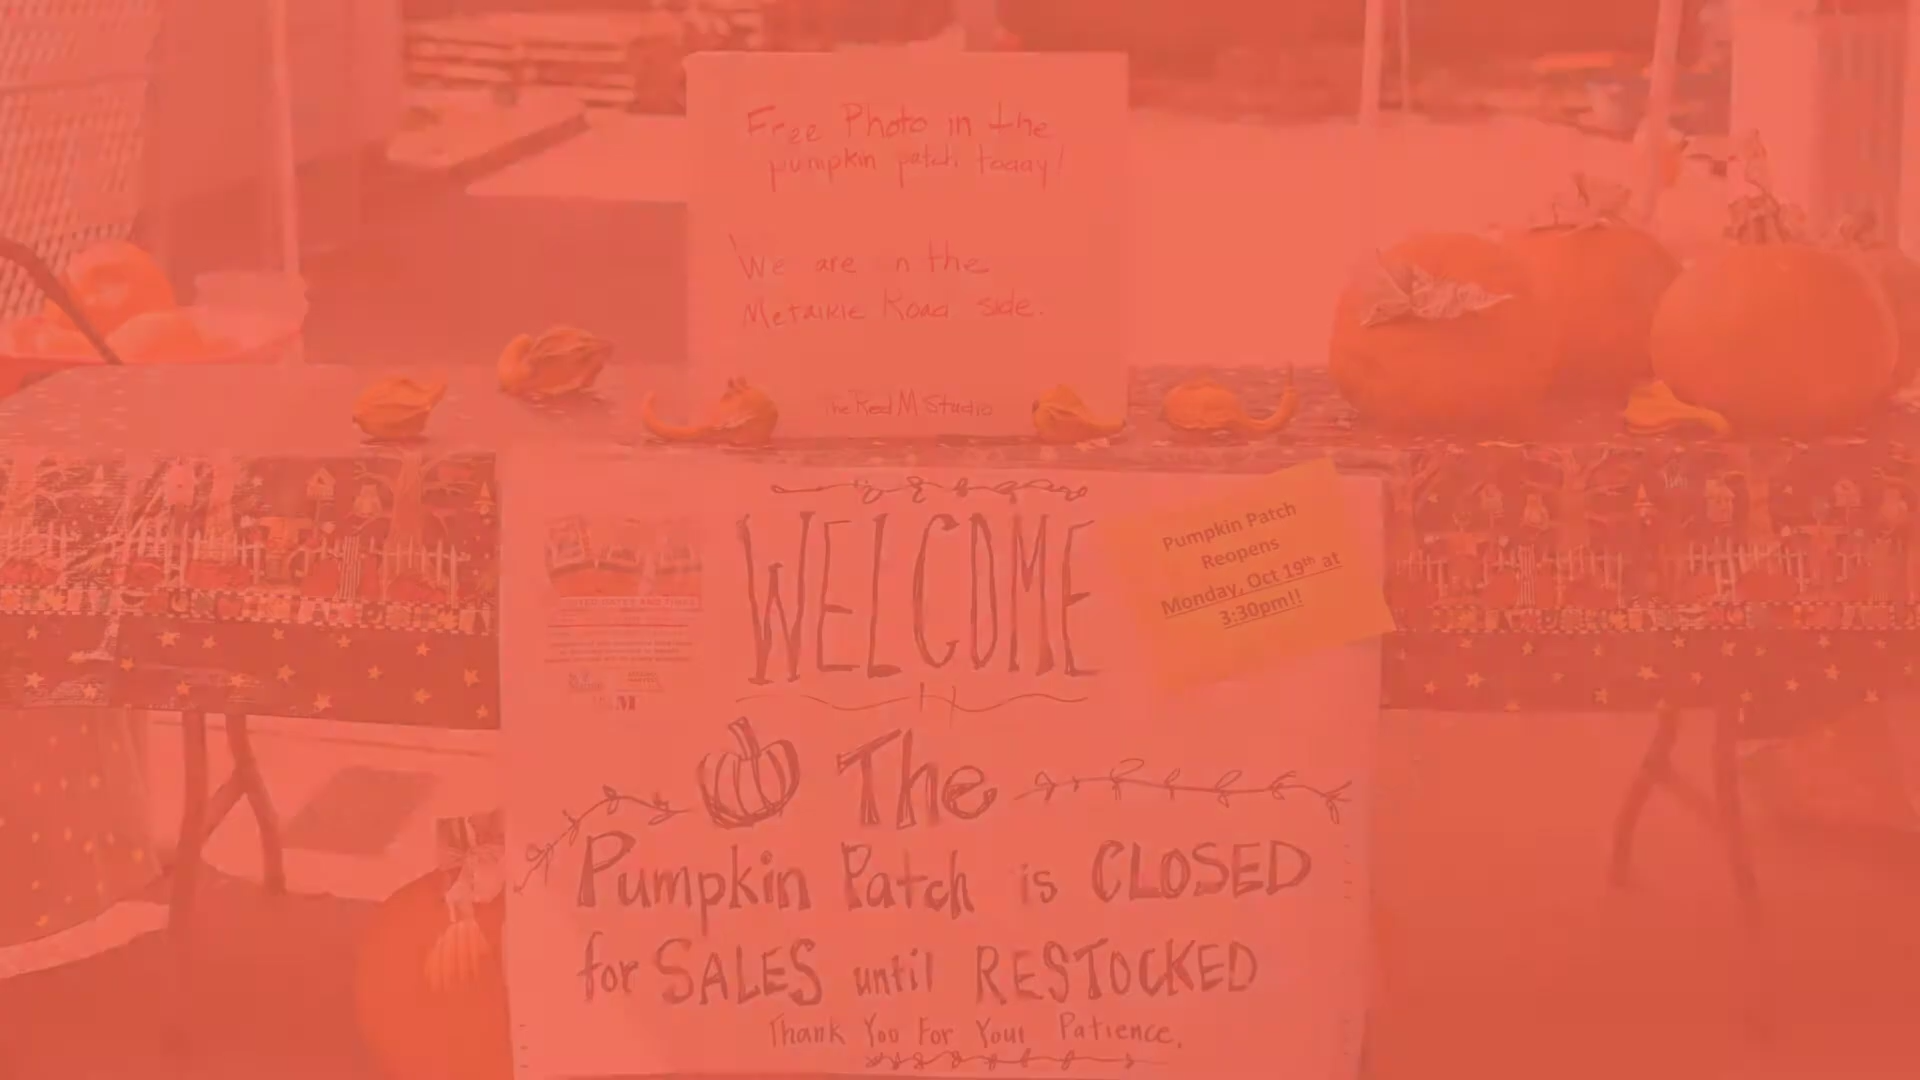 Free Photo in the
pumpkin patch today!
We are n the
Metairie Road side.
The Red M Studio
WELCOME
Pumpkin Patch
Reopens
Monday, Oct 19th at
3:30pm!!
The
Pumpkin Patch is CLOSED
for SALES until RESTOCKED
Thank You For Your Patience.